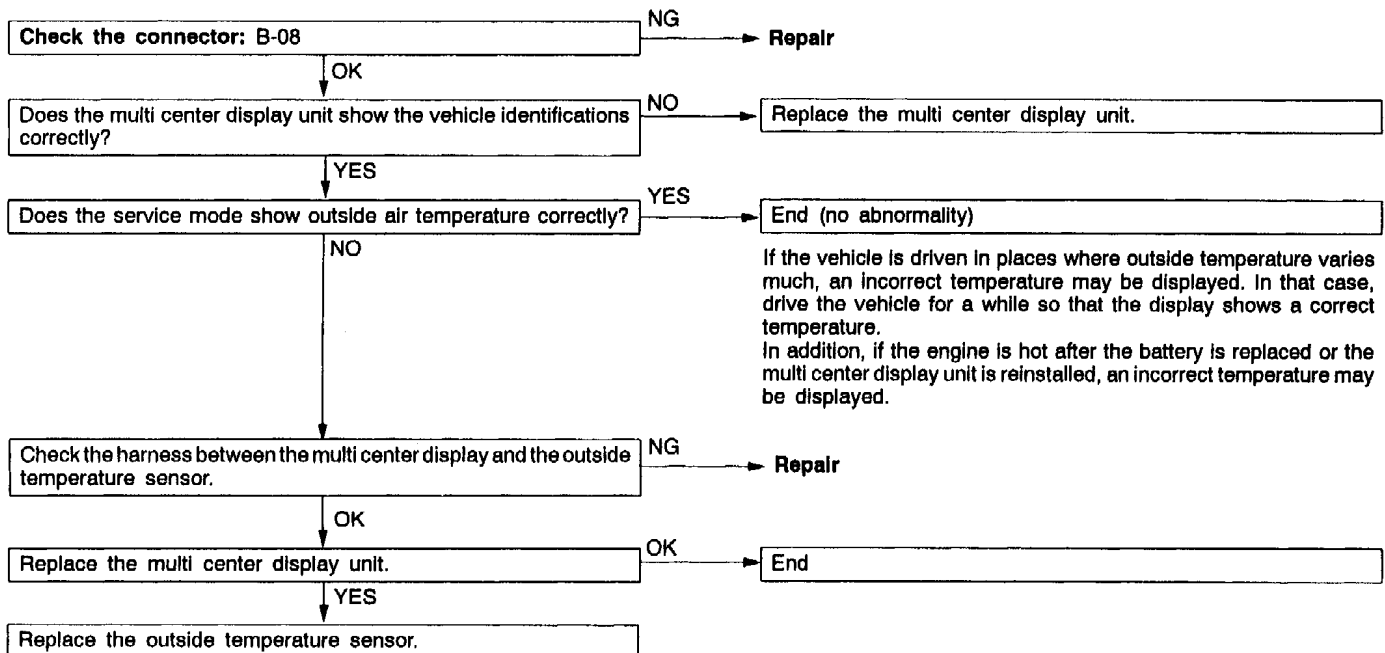 Check the connector: B-08
NG
Repair
OK
Does the multi center display unit show the vehicle identifications
correctly?
NO
Replace the multi center display unit.
YES
Does the service mode show outside air temperature correctly?
YES
End (no abnormality)
If the vehicle is driven in places where outside temperature varies
much, an incorrect temperature may be displayed. In that case,
drive the vehicle for a while so that the display shows a correct
temperature.
In addition, if the engine is hot after the battery is replaced or the
multi center display unit is reinstalled, an incorrect temperature may
be displayed.
NO
Check the harness between the multi center display and the outside
temperature sensor.
NG
Repair
OK
Replace the multi center display unit.
OK
End
YES
Replace the outside temperature sensor.